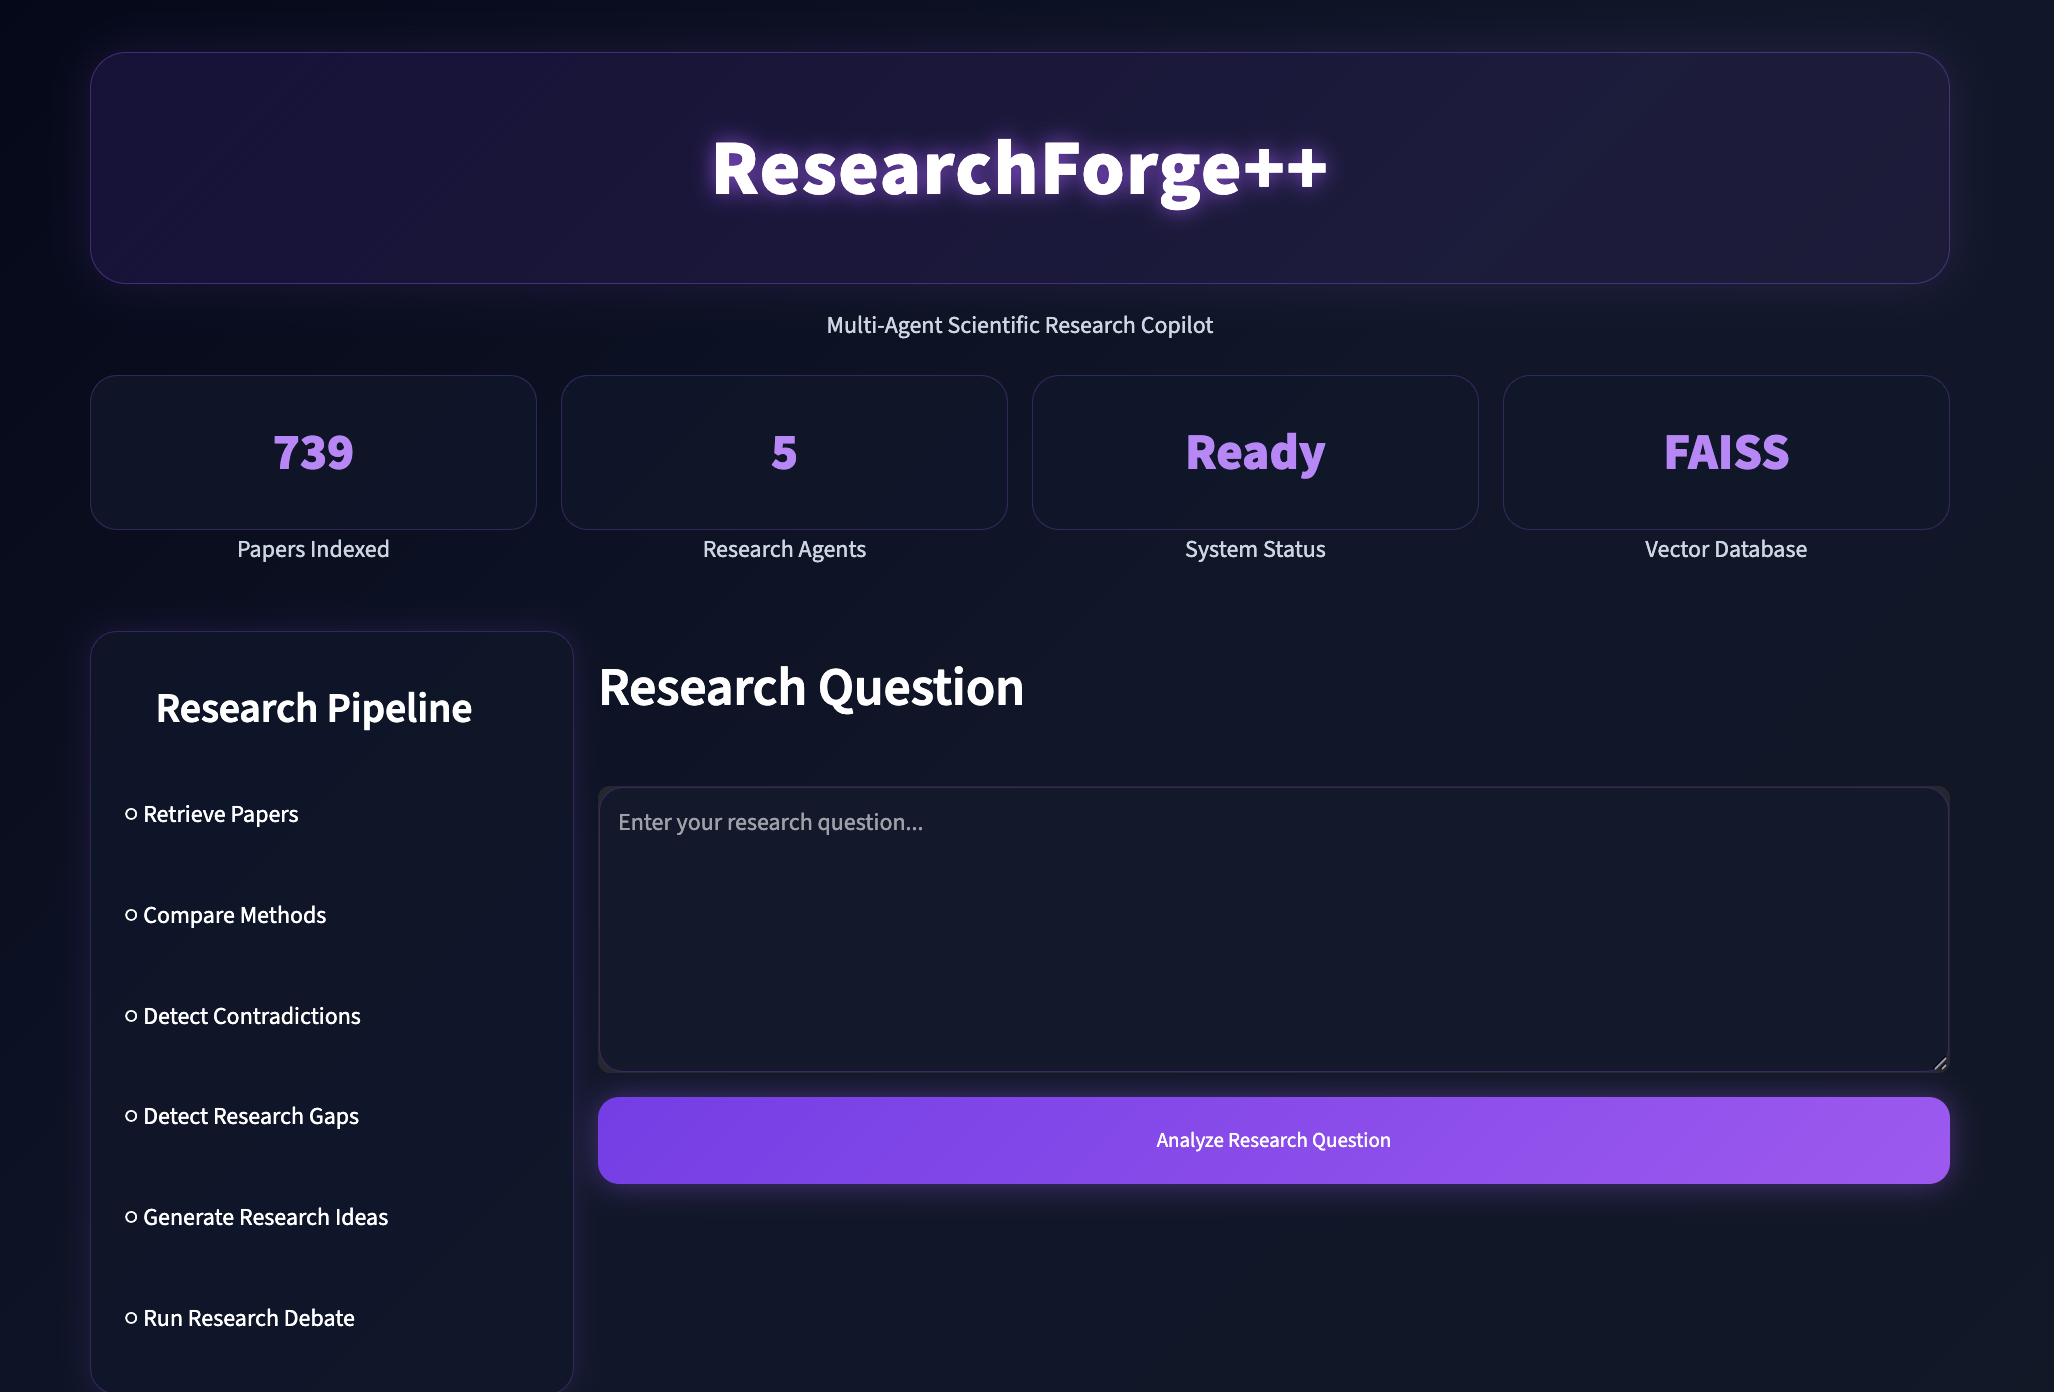 ResearchForge++
Multi-Agent Scientific Research Copilot
739
Papers Indexed
5
Research Agents
Ready
System Status
FAISS
Vector Database
Research Pipeline
Retrieve Papers
Compare Methods
Detect Contradictions
Detect Research Gaps
Generate Research Ideas
Run Research Debate
Research Question
Enter your research question...
Analyze Research Question